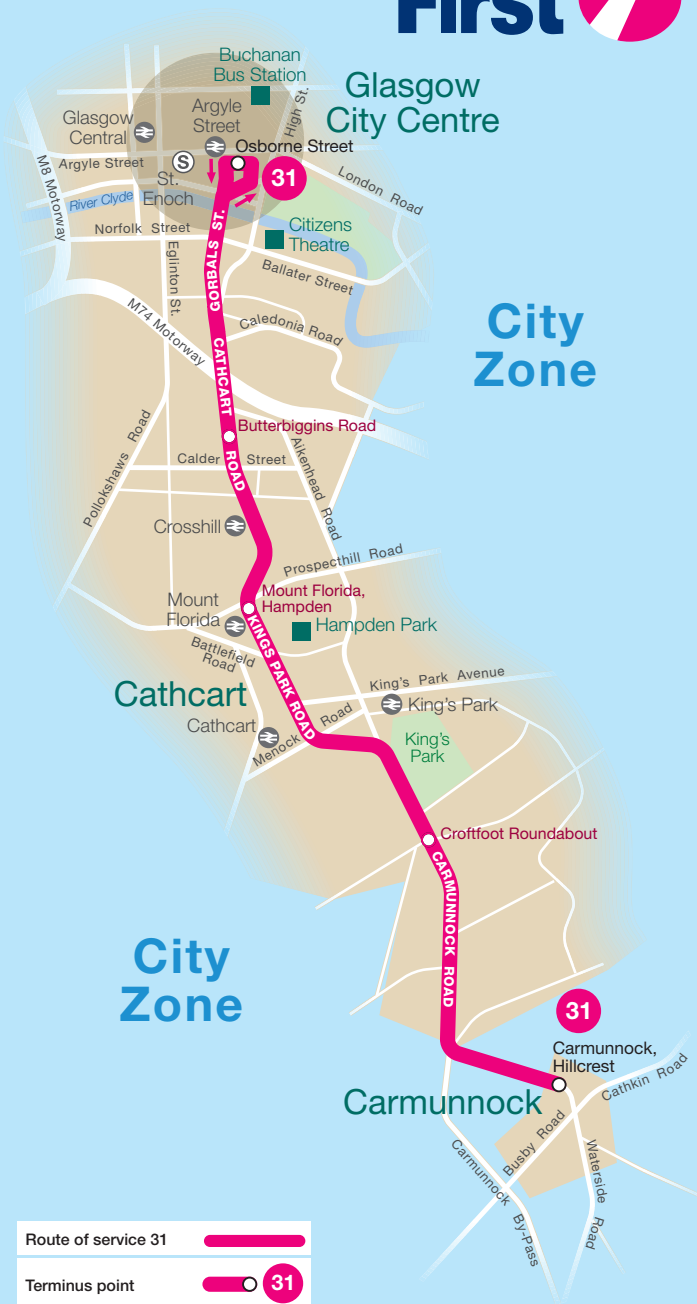 First
Buchanan
Bus Station
Glasgow
City Centre
High St.
Argyle
Street
Glasgow
Central
Osborne Street
Argyle Street
S
St.
Enoch
31
London Road
M8 Motorway
River Clyde
Norfolk Street
Citizens
Theatre
Eglinton St.
GORBALS ST.
Ballater Street
M74 Motorway
Caledonia Road
City
Zone
CATHCART ROAD
Butterbiggins Road
Pollokshaws Road
Calder Street
Aikenhead Road
Crosshill
Prospecthill Road
Mount Florida,
Hampden
Mount
Florida
Hampden Park
Battlefield
Road
KINGS PARK ROAD
King's Park Avenue
Cathcart
King's Park
Cathcart
Menock Road
King's
Park
Croftfoot Roundabout
CARMUNNOCK ROAD
City
Zone
31
Carmunnock,
Hillcrest
Cathkin Road
Carmunnock
Busby Road
Waterside Road
Carmunnock By-Pass
Route of service 31
Terminus point
31